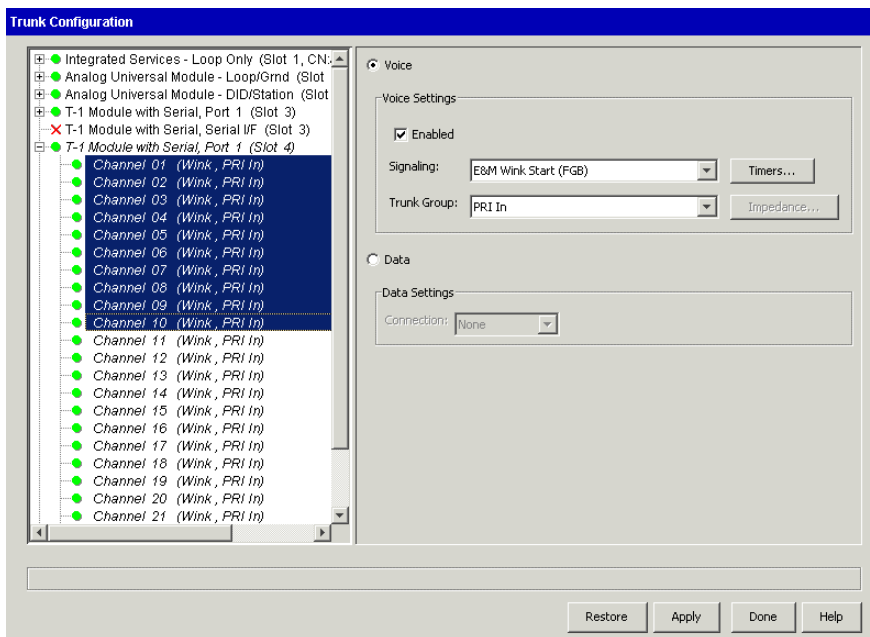 Trunk Configuration
Integrated Services - Loop Only (Slot 1, CN:
Analog Universal Module - Loop/Grnd (Slot
Analog Universal Module - DID/Station (Slot
T-1 Module with Serial, Port 1 (Slot 3)
T-1 Module with Serial, Serial I/F (Slot 3)
T-1 Module with Serial, Port 1 (Slot 4)
Channel 01 (Wink , PRI In)
Channel 02 (Wink , PRI In)
Channel 03 (Wink , PRI In)
Channel 04 (Wink , PRI In)
Channel 05 (Wink , PRI In)
Channel 06 (Wink , PRI In)
Channel 07 (Wink , PRI In)
Channel 08 (Wink , PRI In)
Channel 09 (Wink , PRI In)
Channel 10 (Wink , PRI In)
Channel 11 (Wink , PRI In)
Channel 12 (Wink , PRI In)
Channel 13 (Wink , PRI In)
Channel 14 (Wink , PRI In)
Channel 15 (Wink , PRI In)
Channel 16 (Wink , PRI In)
Channel 17 (Wink , PRI In)
Channel 18 (Wink , PRI In)
Channel 19 (Wink , PRI In)
Channel 20 (Wink , PRI In)
Channel 21 (Wink , PRI In)
Voice
Voice Settings
Enabled
Signaling: E&M Wink Start (FGB) Timers...
Trunk Group: PRI In Impedance...
Data
Data Settings
Connection: None
Restore Apply Done Help